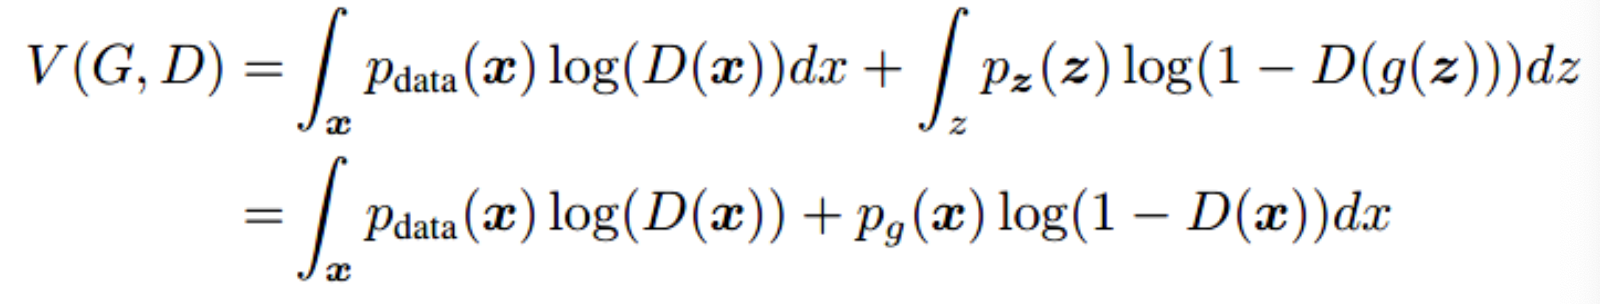 V(G, D) = ∫_x p_data(x) log(D(x))dx + ∫_z p_z(z) log(1 − D(g(z)))dz
= ∫_x p_data(x) log(D(x)) + p_g(x) log(1 − D(x))dx